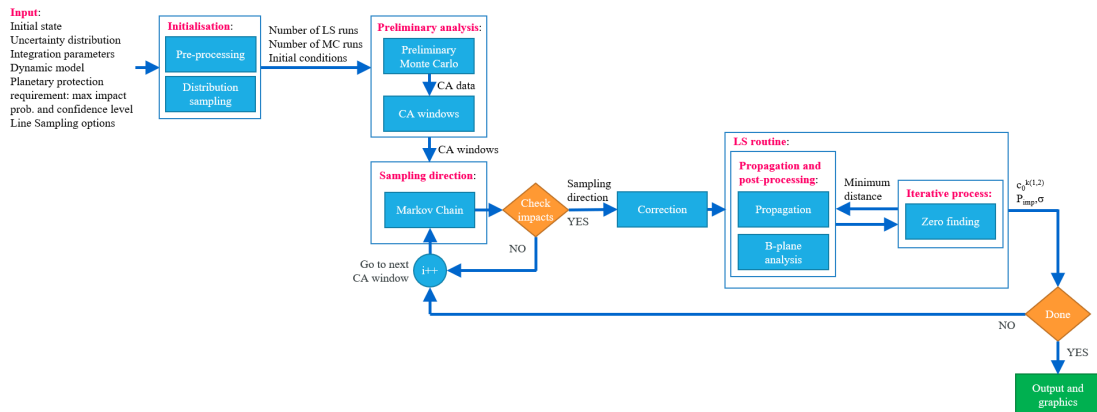 Input:
Initial state
Uncertainty distribution
Integration parameters
Dynamic model
Planetary protection
requirement: max impact
prob. and confidence level
Line Sampling options
Initialisation:
Pre-processing
Distribution
sampling
Number of LS runs
Number of MC runs
Initial conditions
Preliminary analysis:
Preliminary
Monte Carlo
CA data
CA windows
CA windows
Sampling direction:
Markov Chain
Check
impacts
NO
YES
Sampling
direction
Go to next
CA window
i++
Correction
LS routine:
Propagation and
post-processing:
Propagation
B-plane
analysis
Minimum
distance
Iterative process:
Zero finding
c₀ᵏ⁽¹,²⁾
Pᵢₘₚ,σ
Done
NO
YES
Output and
graphics